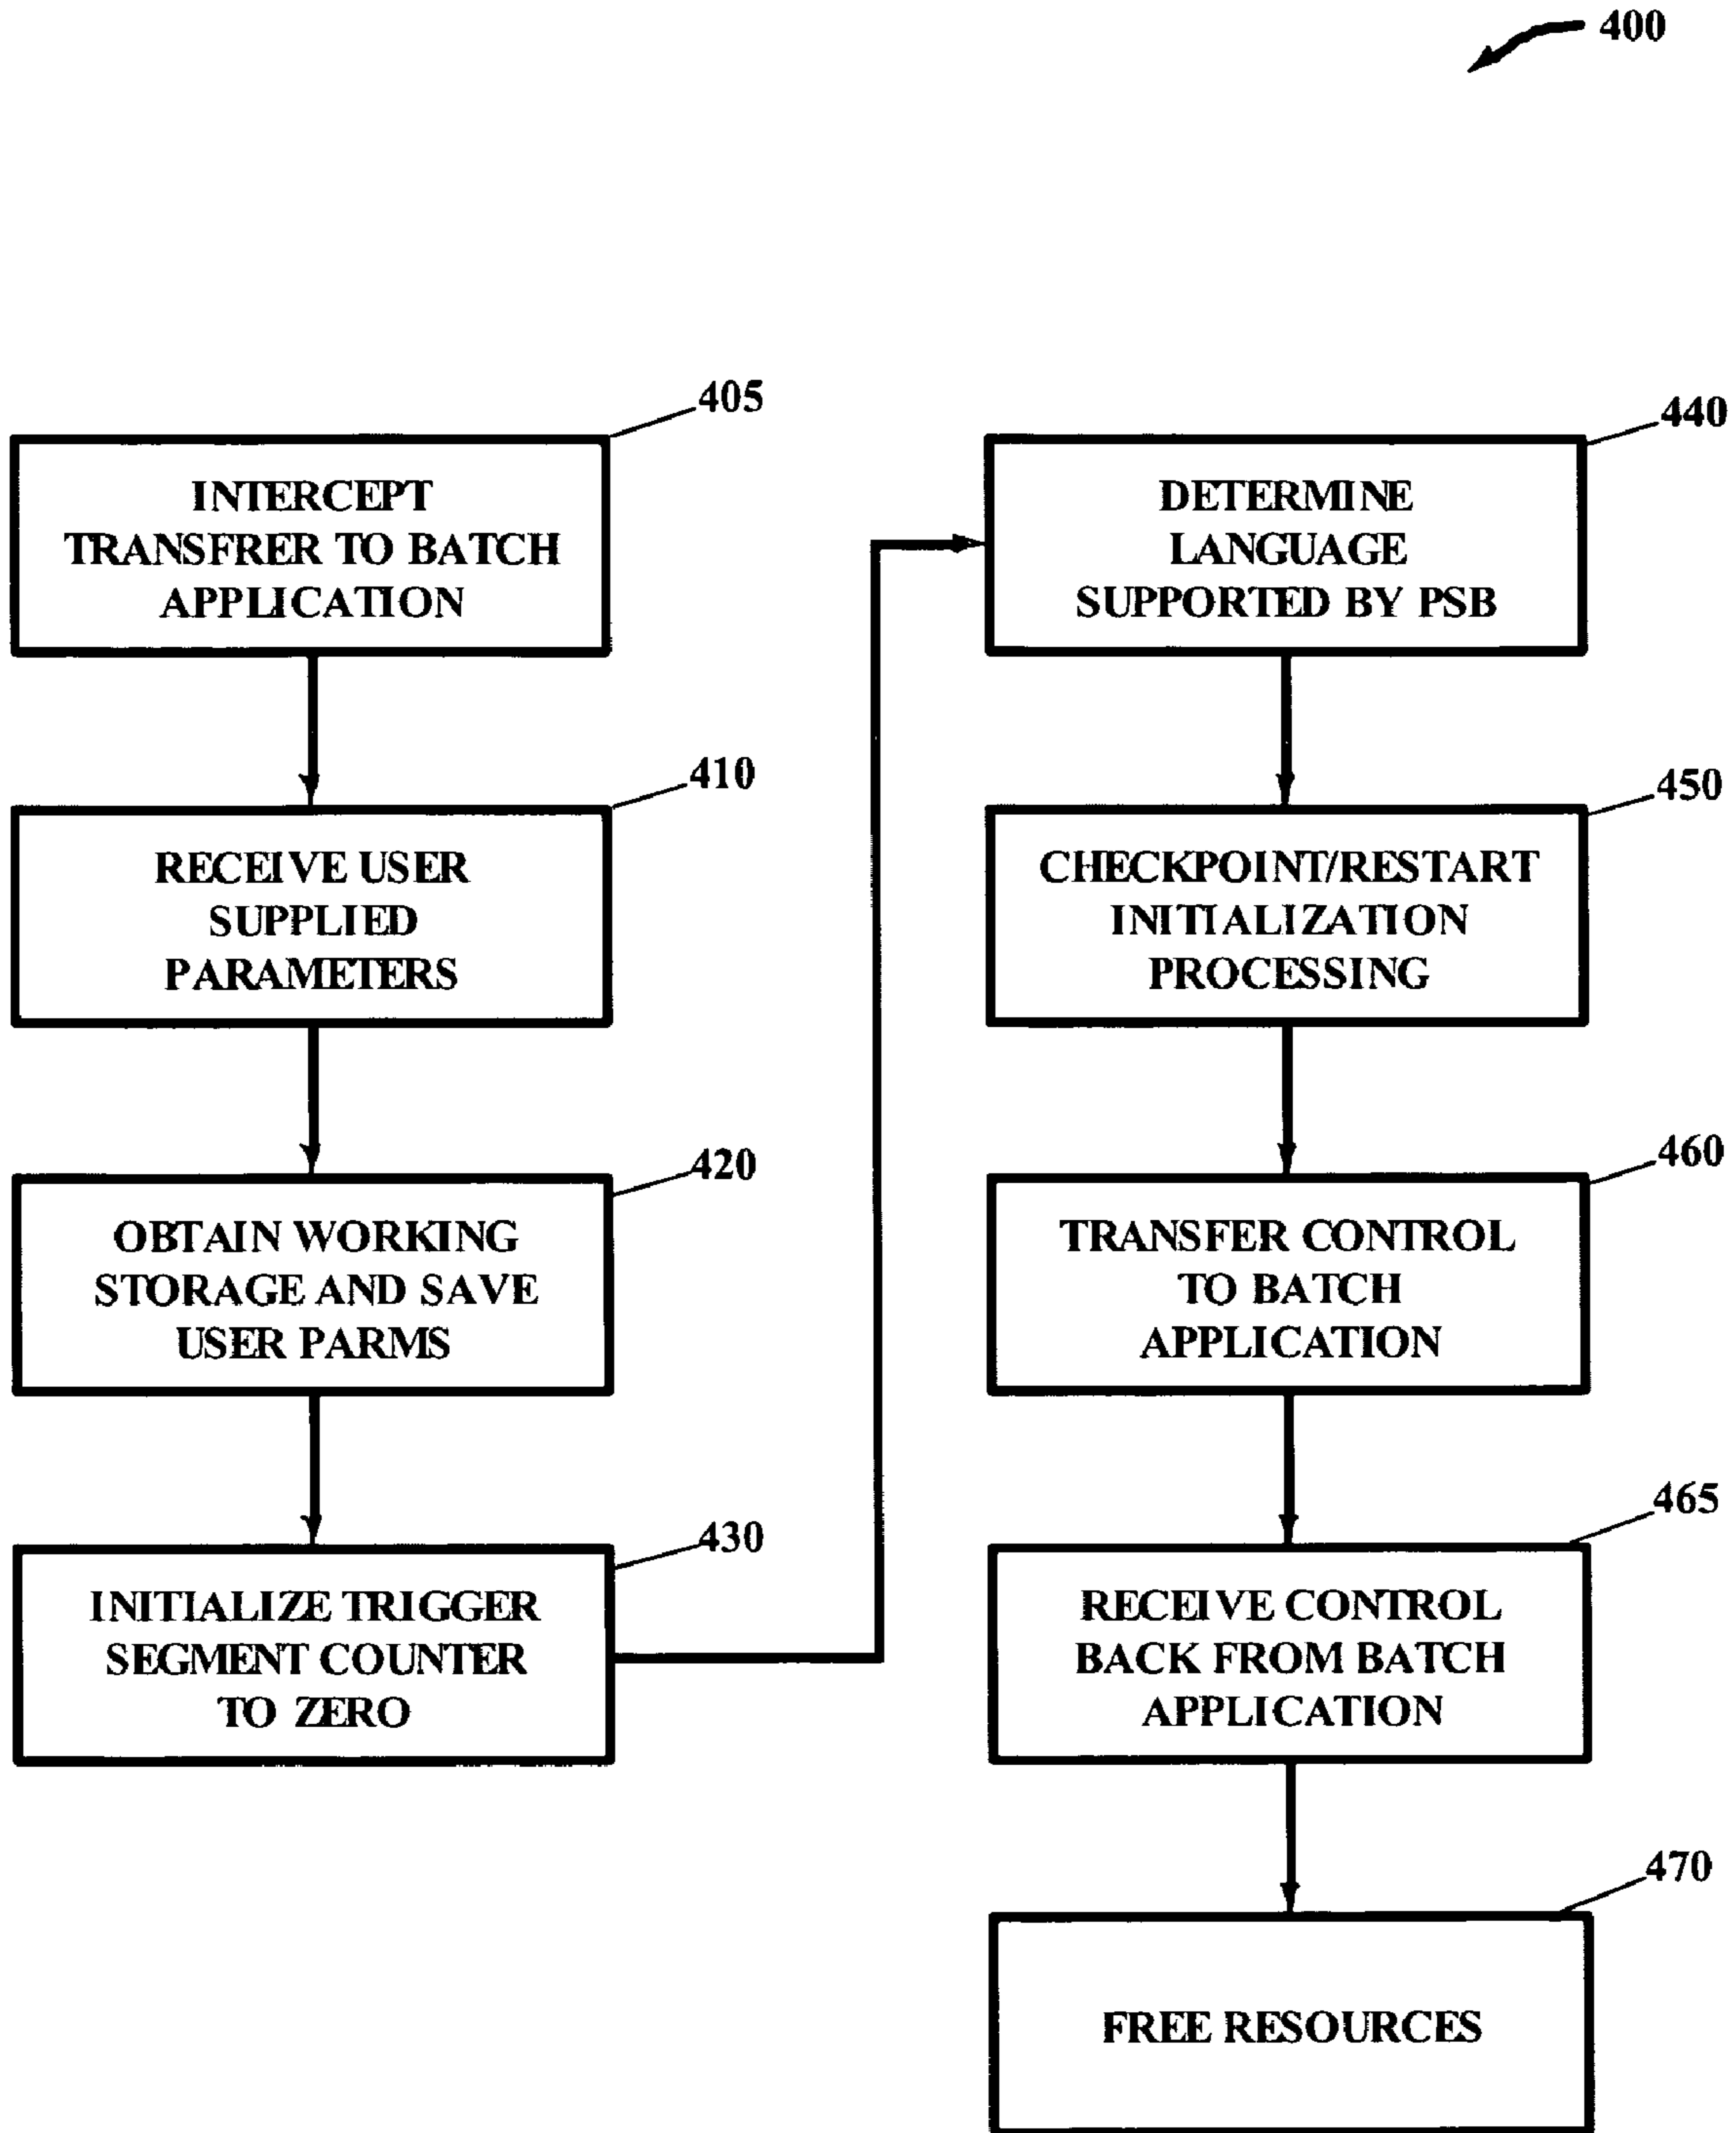 400
405
INTERCEPT
TRANSFRER TO BATCH
APPLICATION
410
RECEIVE USER
SUPPLIED
PARAMETERS
420
OBTAIN WORKING
STORAGE AND SAVE
USER PARMS
430
INITIALIZE TRIGGER
SEGMENT COUNTER
TO ZERO
440
DETERMINE
LANGUAGE
SUPPORTED BY PSB
450
CHECKPOINT/RESTART
INITIALIZATION
PROCESSING
460
TRANSFER CONTROL
TO BATCH
APPLICATION
465
RECEIVE CONTROL
BACK FROM BATCH
APPLICATION
470
FREE RESOURCES